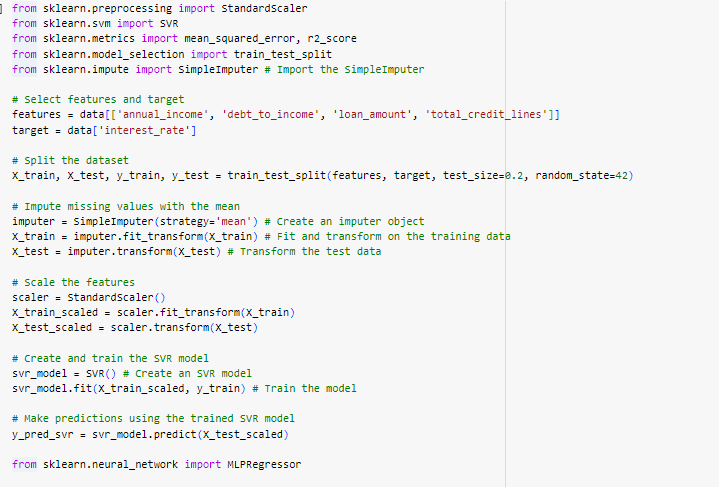 from sklearn.preprocessing import StandardScaler
from sklearn.svm import SVR
from sklearn.metrics import mean_squared_error, r2_score
from sklearn.model_selection import train_test_split
from sklearn.impute import SimpleImputer # Import the SimpleImputer

# Select features and target
features = data[['annual_income', 'debt_to_income', 'loan_amount', 'total_credit_lines']]
target = data['interest_rate']

# Split the dataset
X_train, X_test, y_train, y_test = train_test_split(features, target, test_size=0.2, random_state=42)

# Impute missing values with the mean
imputer = SimpleImputer(strategy='mean') # Create an imputer object
X_train = imputer.fit_transform(X_train) # Fit and transform on the training data
X_test = imputer.transform(X_test) # Transform the test data

# Scale the features
scaler = StandardScaler()
X_train_scaled = scaler.fit_transform(X_train)
X_test_scaled = scaler.transform(X_test)

# Create and train the SVR model
svr_model = SVR() # Create an SVR model
svr_model.fit(X_train_scaled, y_train) # Train the model

# Make predictions using the trained SVR model
y_pred_svr = svr_model.predict(X_test_scaled)

from sklearn.neural_network import MLPRegressor